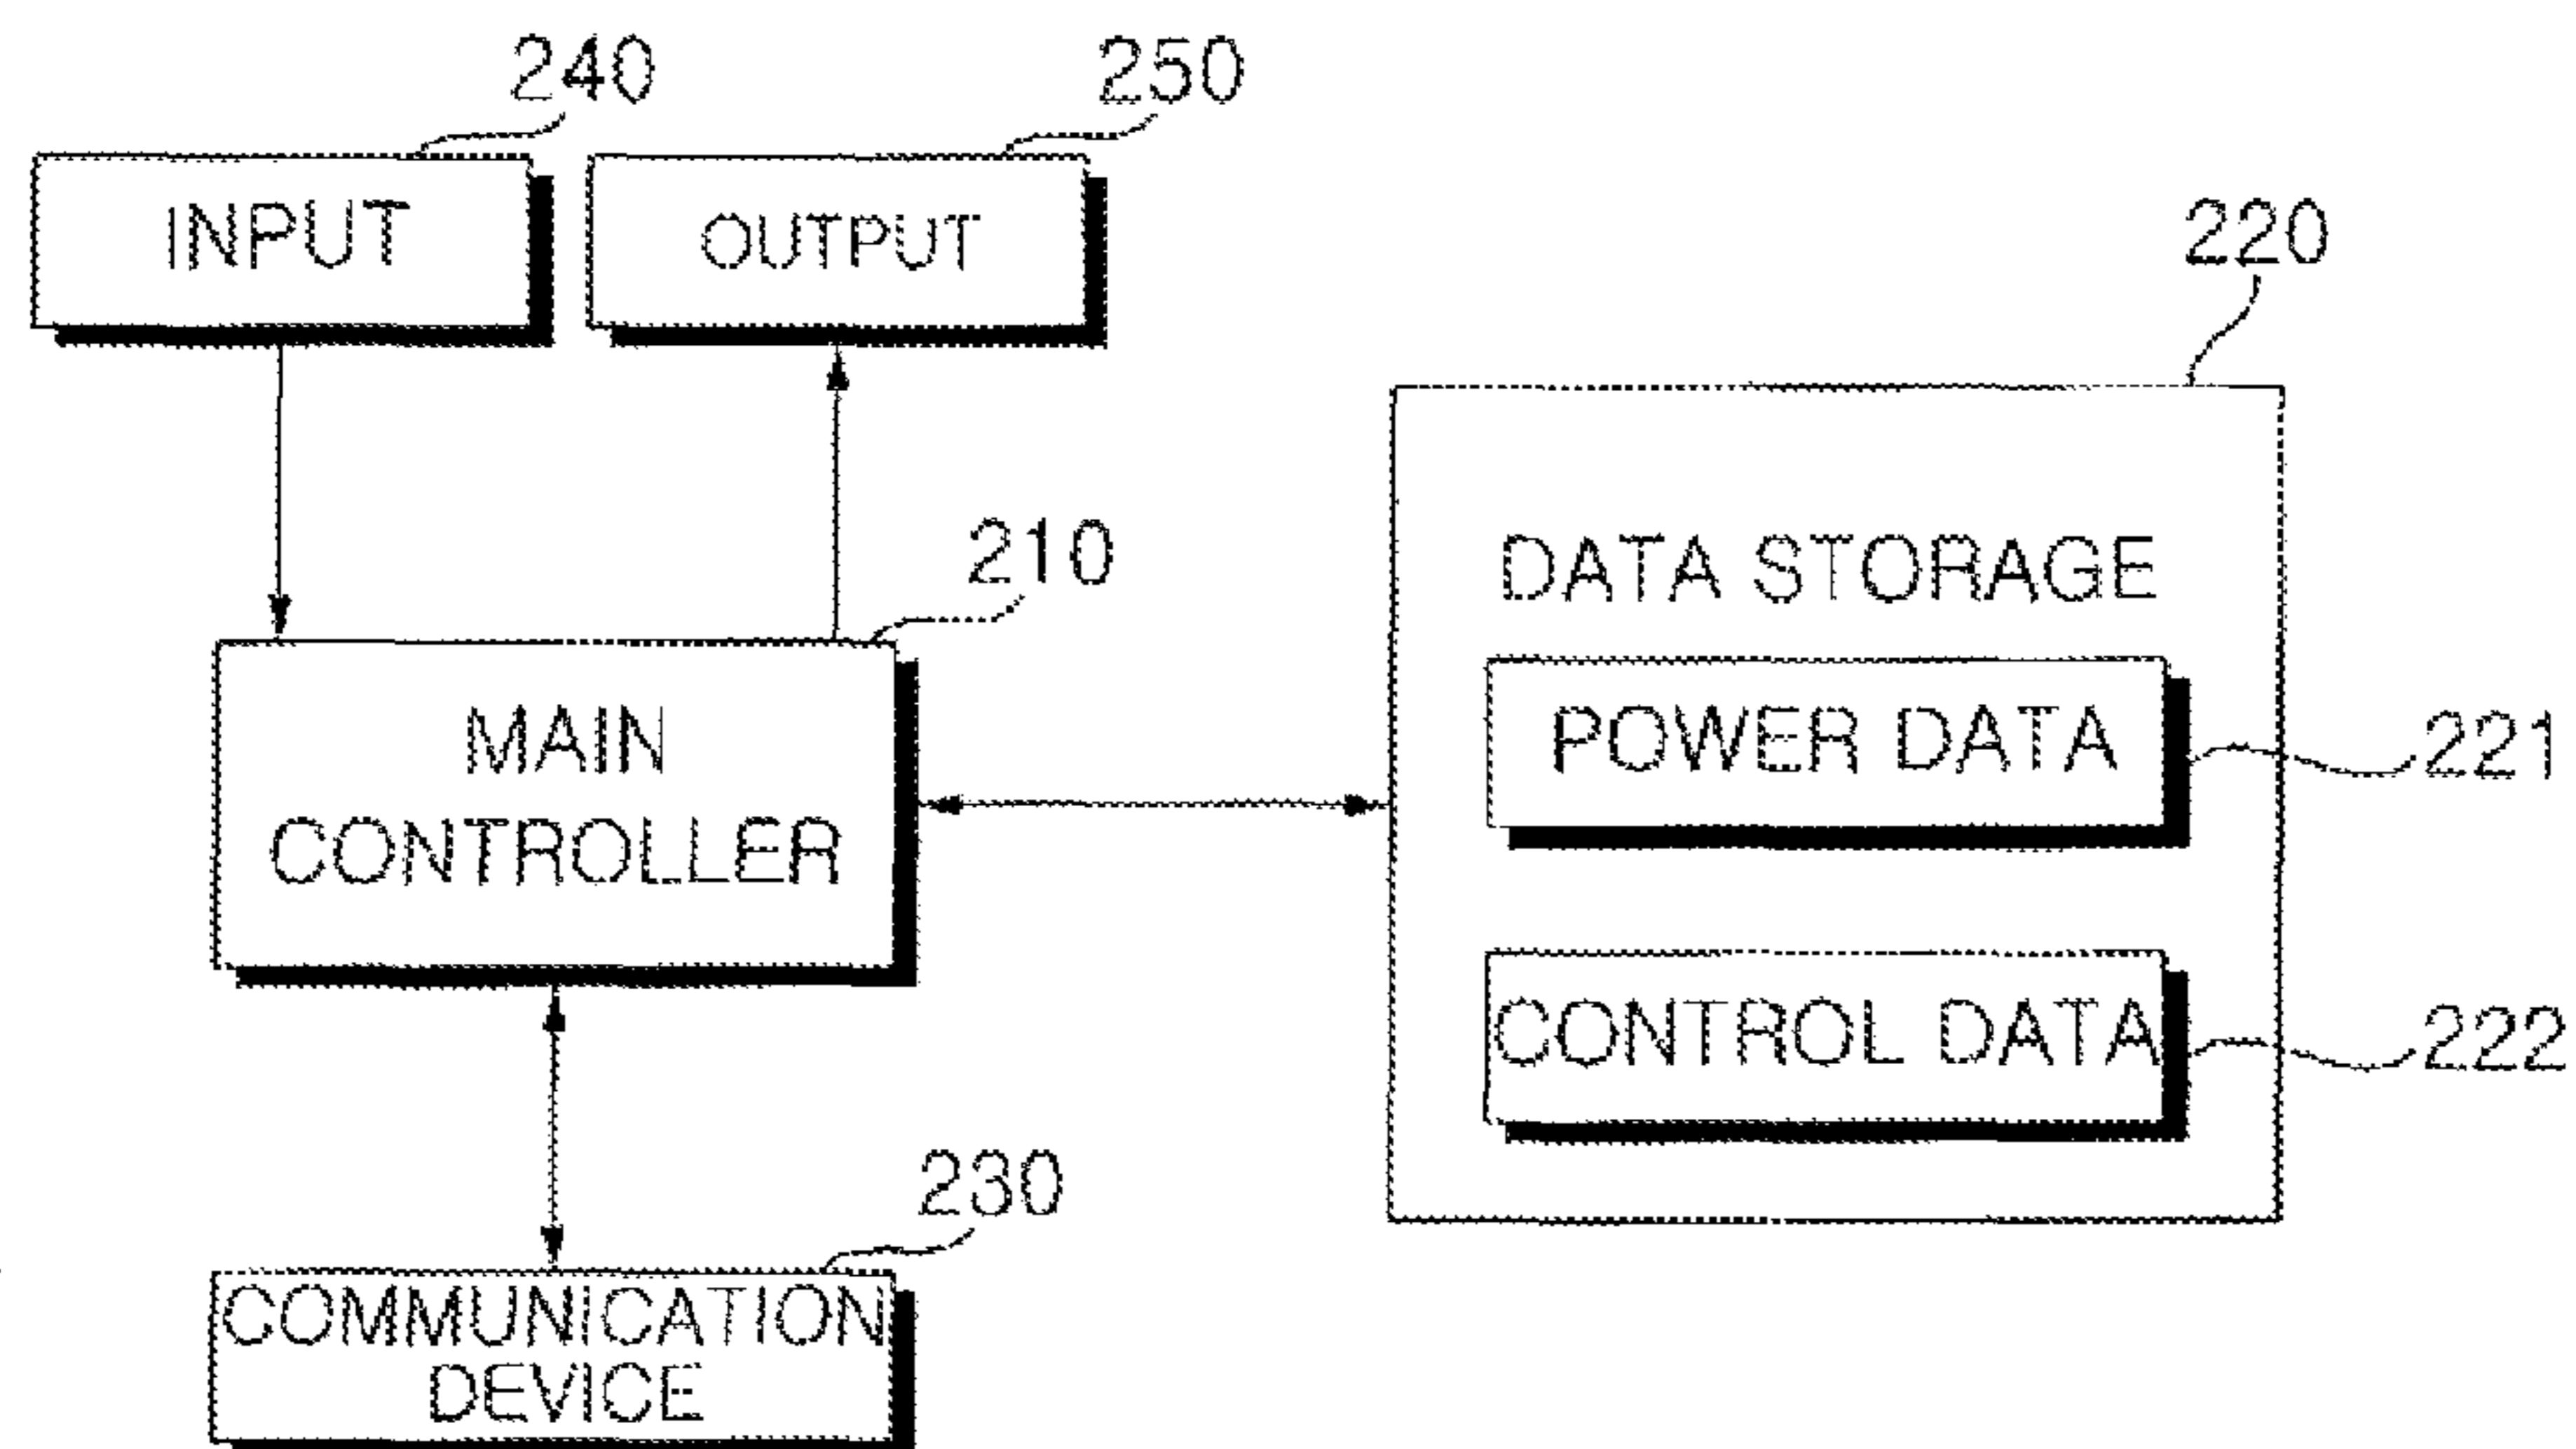 240
250
INPUT
OUTPUT
220
210
DATA STORAGE
MAIN
CONTROLLER
POWER DATA
221
CONTROL DATA
222
230
COMMUNICATION
DEVICE